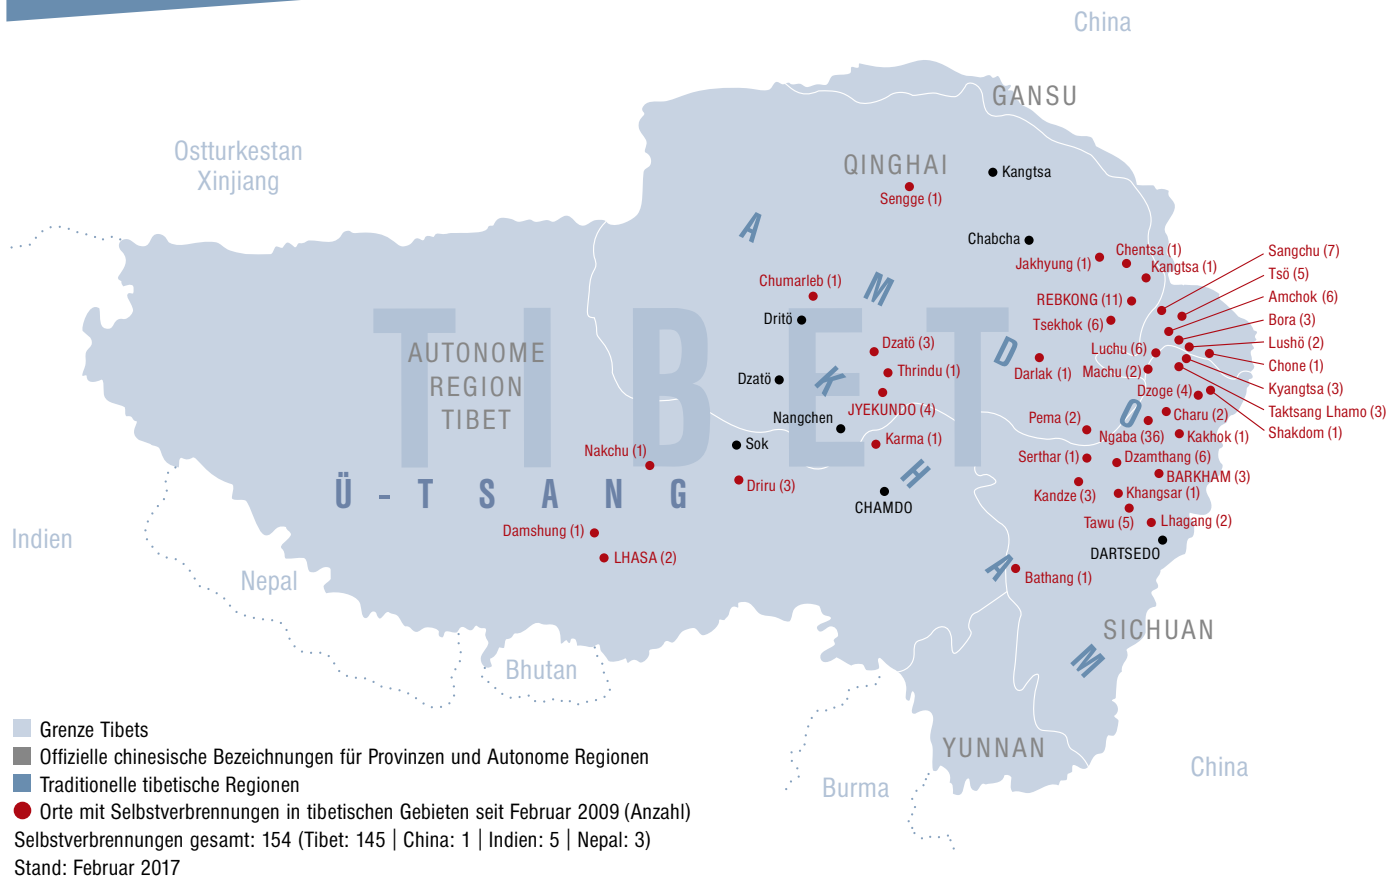 China
GANSU
Ostturkestan
Xinjiang
QINGHAI
Kangtsa
Sengge (1)
A
Chabcha
Chentsa (1)
Sangchu (7)
Jakhyung (1)
Kangtsa (1)
Tsö (5)
Chumarleb (1)
M
Amchok (6)
REBKONG (11)
Dritö
Tsekhok (6)
Bora (3)
TIBET
AUTONOME
REGION
TIBET
Dzatö (3)
D
Luchu (6)
Lushö (2)
Thrindu (1)
Darlak (1)
Machu (2)
Chone (1)
Dzatö
K
Dzoge (4)
Kyangtsa (3)
JYEKUNDO (4)
Taktsang Lhamo (3)
Nangchen
Pema (2)
O
Charu (2)
Shakdom (1)
Sok
Karma (1)
Ngaba (36)
Kakhok (1)
Nakchu (1)
Serthar (1)
Dzamthang (6)
H
BARKHAM (3)
Driru (3)
Ü-TSANG
Kandze (3)
Khangsar (1)
CHAMDO
Tawu (5)
Lhagang (2)
Damshung (1)
Indien
DARTSEDO
LHASA (2)
A
Bathang (1)
Nepal
SICHUAN
Bhutan
M
YUNNAN
Burma
China
Grenze Tibets
Offizielle chinesische Bezeichnungen für Provinzen und Autonome Regionen
Traditionelle tibetische Regionen
Orte mit Selbstverbrennungen in tibetischen Gebieten seit Februar 2009 (Anzahl)
Selbstverbrennungen gesamt: 154 (Tibet: 145 | China: 1 | Indien: 5 | Nepal: 3)
Stand: Februar 2017